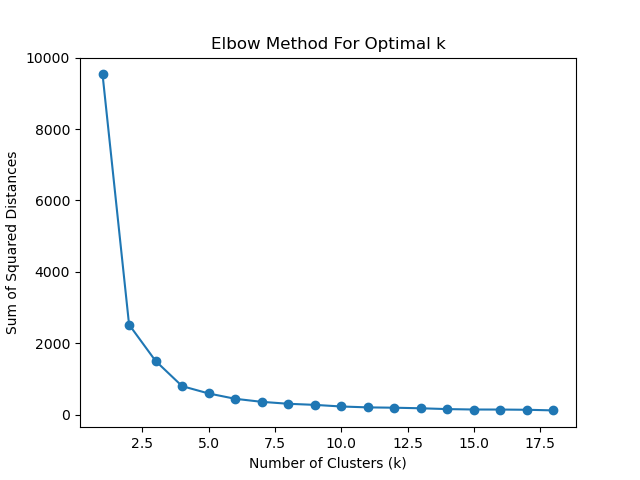 Elbow Method For Optimal k
10000
8000
6000
4000
2000
0
Sum of Squared Distances
2.5 5.0 7.5 10.0 12.5 15.0 17.5
Number of Clusters (k)